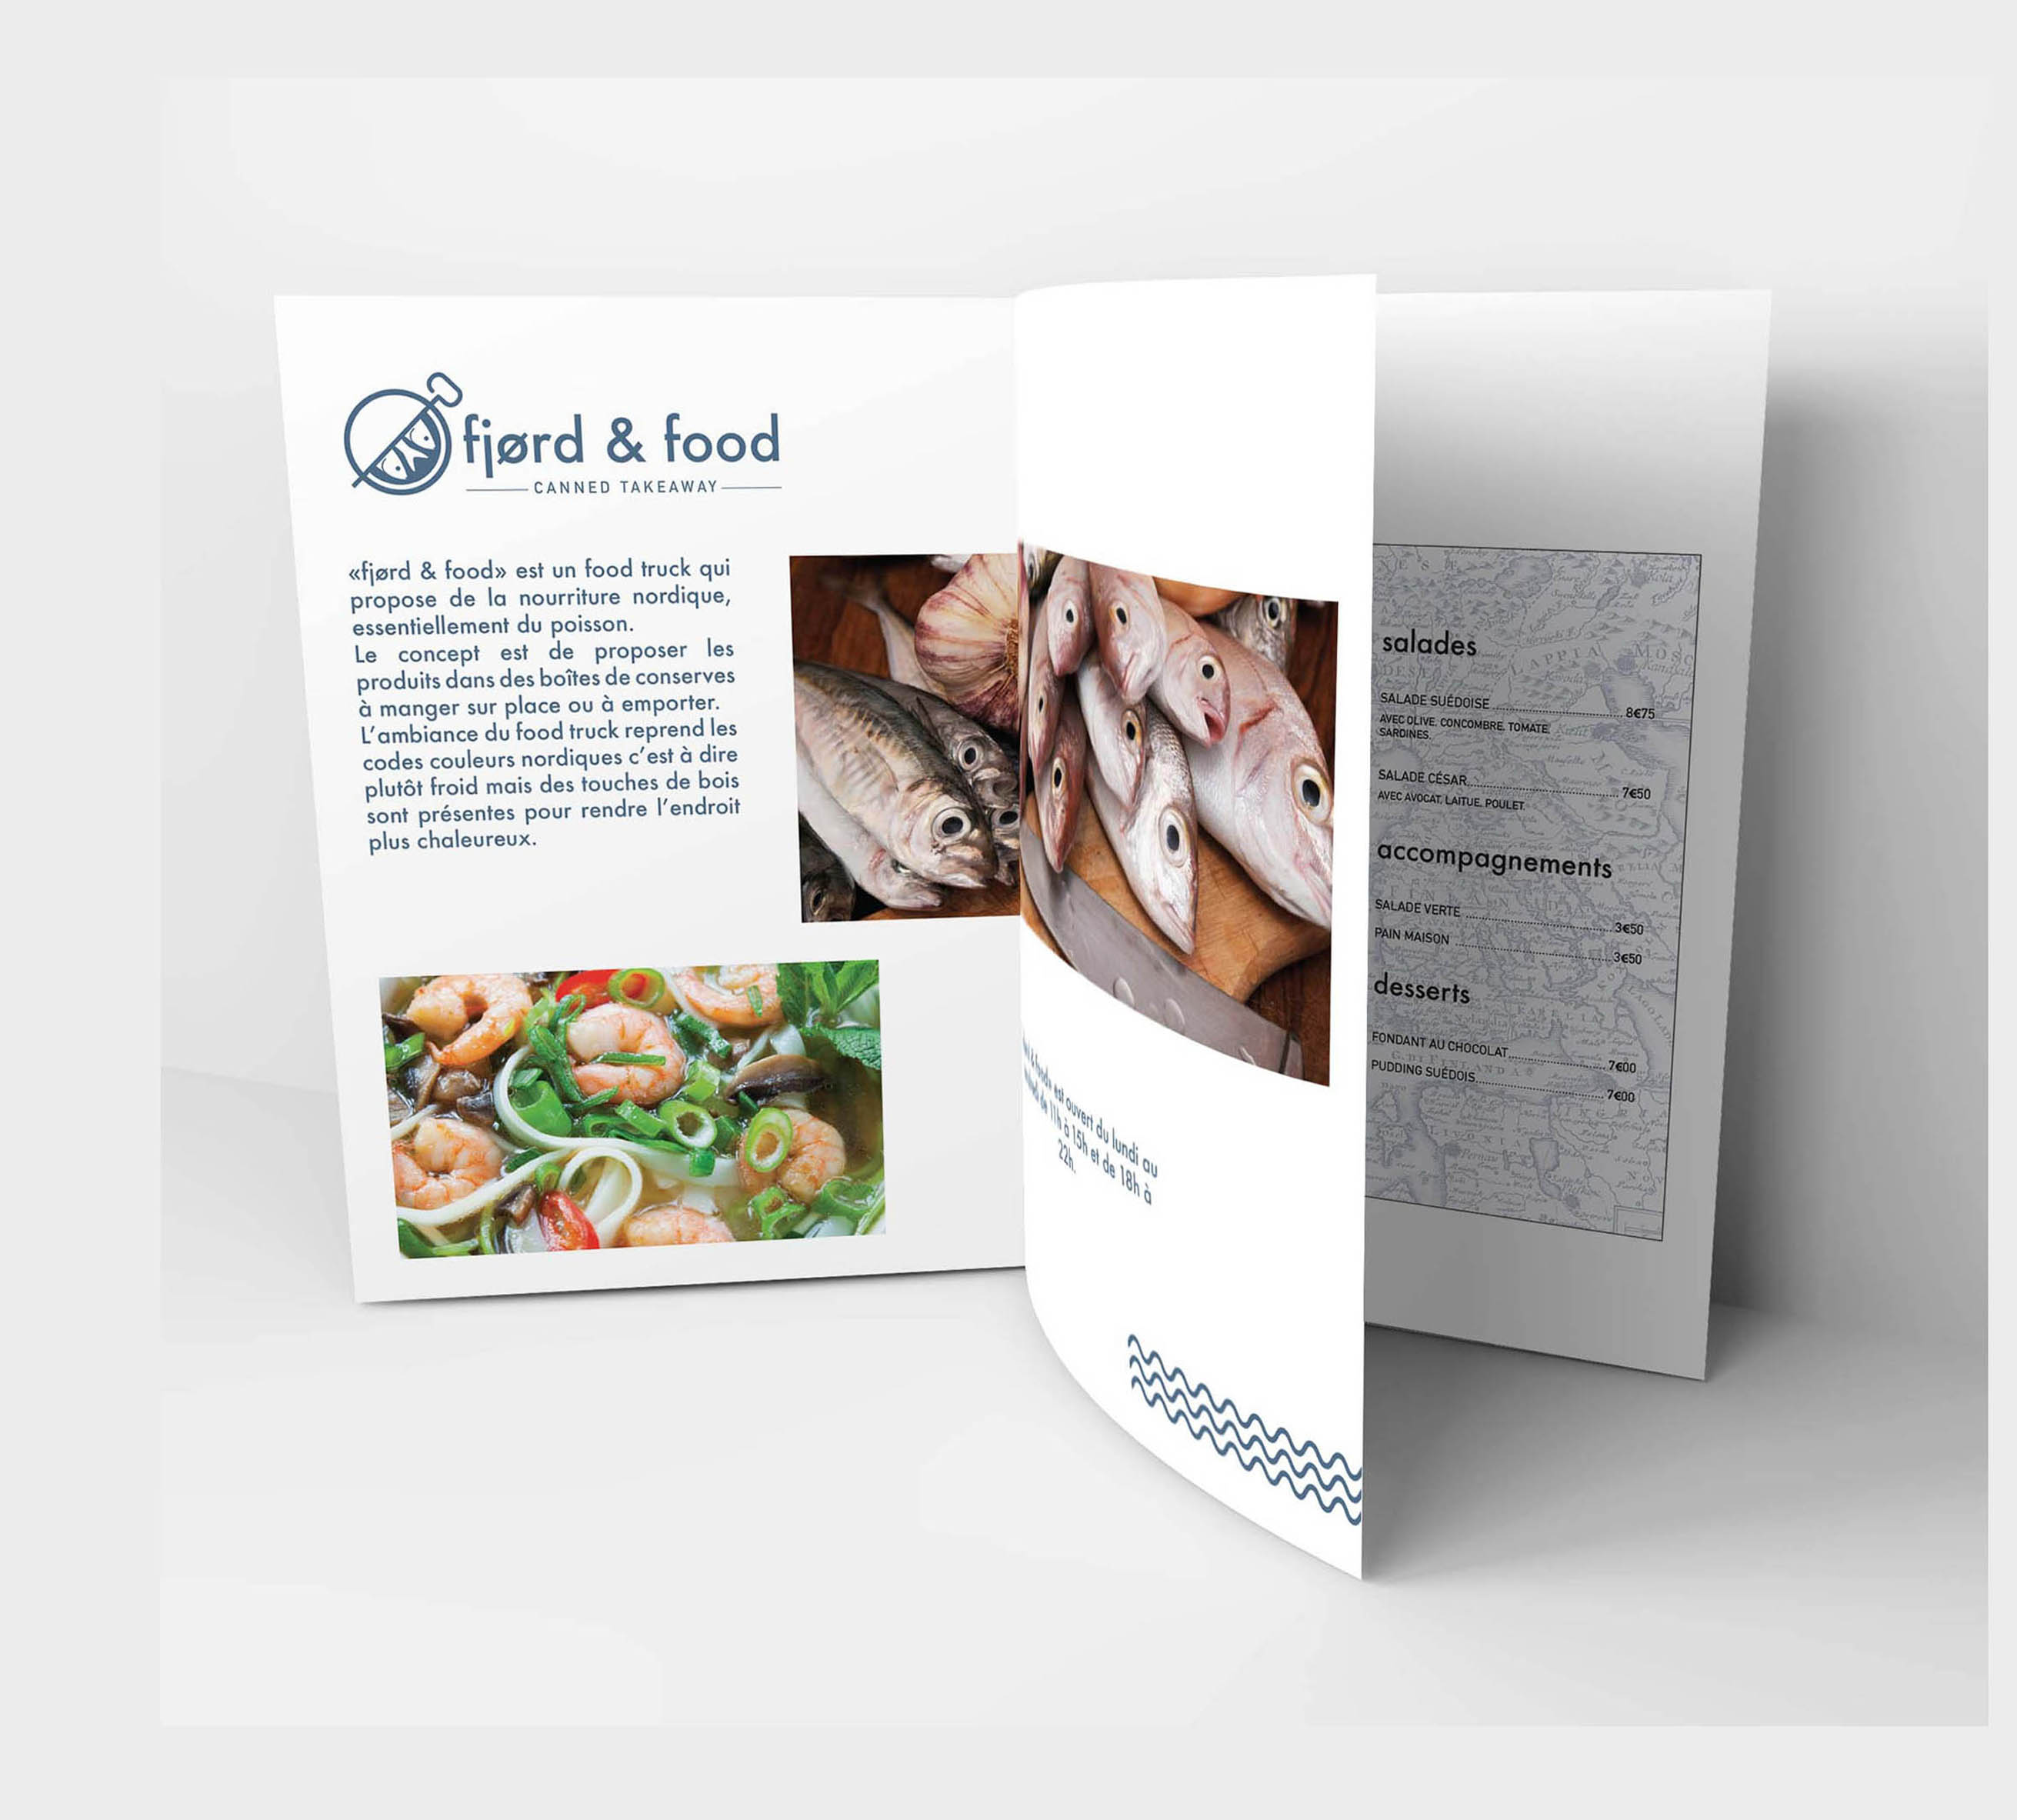 fjørd & food
CANNED TAKEAWAY
«fjørd & food» est un food truck qui
propose de la nourriture nordique,
essentiellement du poisson.
Le concept est de proposer les
produits dans des boîtes de conserves
à manger sur place ou à emporter.
L'ambiance du food truck reprend les
codes couleurs nordiques c'est à dire
plutôt froid mais des touches de bois
sont présentes pour rendre l'endroit
plus chaleureux.
& food» est ouvert du lundi au
de 11h à 15h et de 18h à
22h.
salades
SALADE SUÉDOISE 8€75
AVEC OLIVE, CONCOMBRE, TOMATE,
SARDINES.
SALADE CÉSAR 7€50
AVEC AVOCAT, LAITUE, POULET.
accompagnements
SALADE VERTE 3€50
PAIN MAISON 3€50
desserts
FONDANT AU CHOCOLAT 7€00
PUDDING SUÉDOIS 7€00